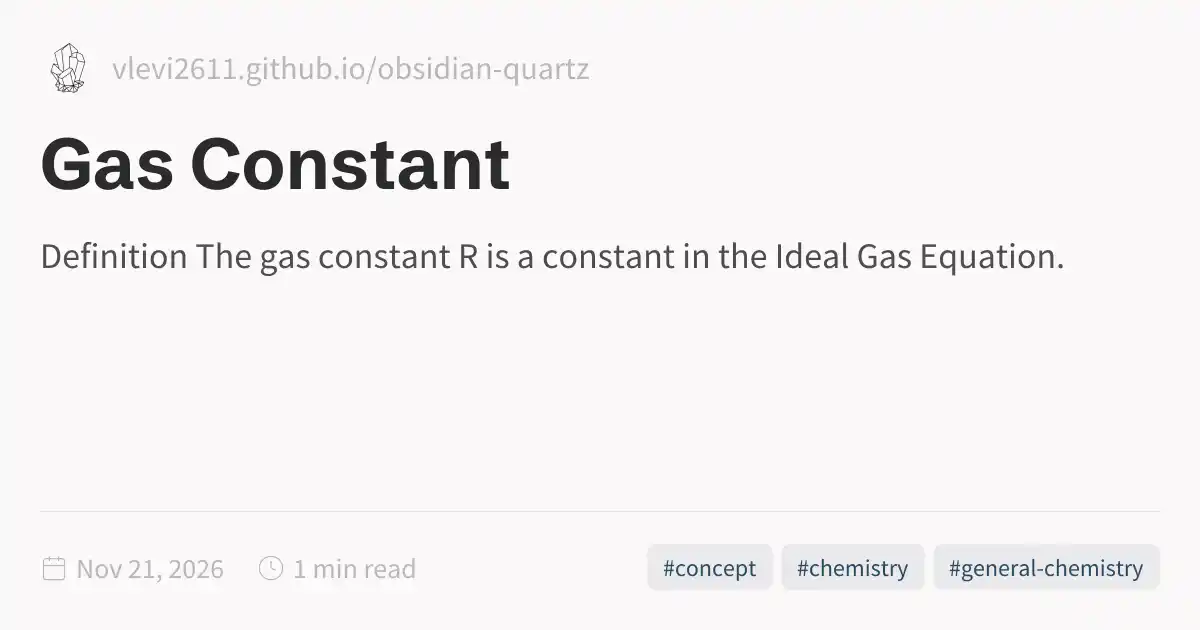 vlevi2611.github.io/obsidian-quartz
Gas Constant
Definition The gas constant R is a constant in the Ideal Gas Equation.
Nov 21, 2026 1 min read #concept #chemistry #general-chemistry